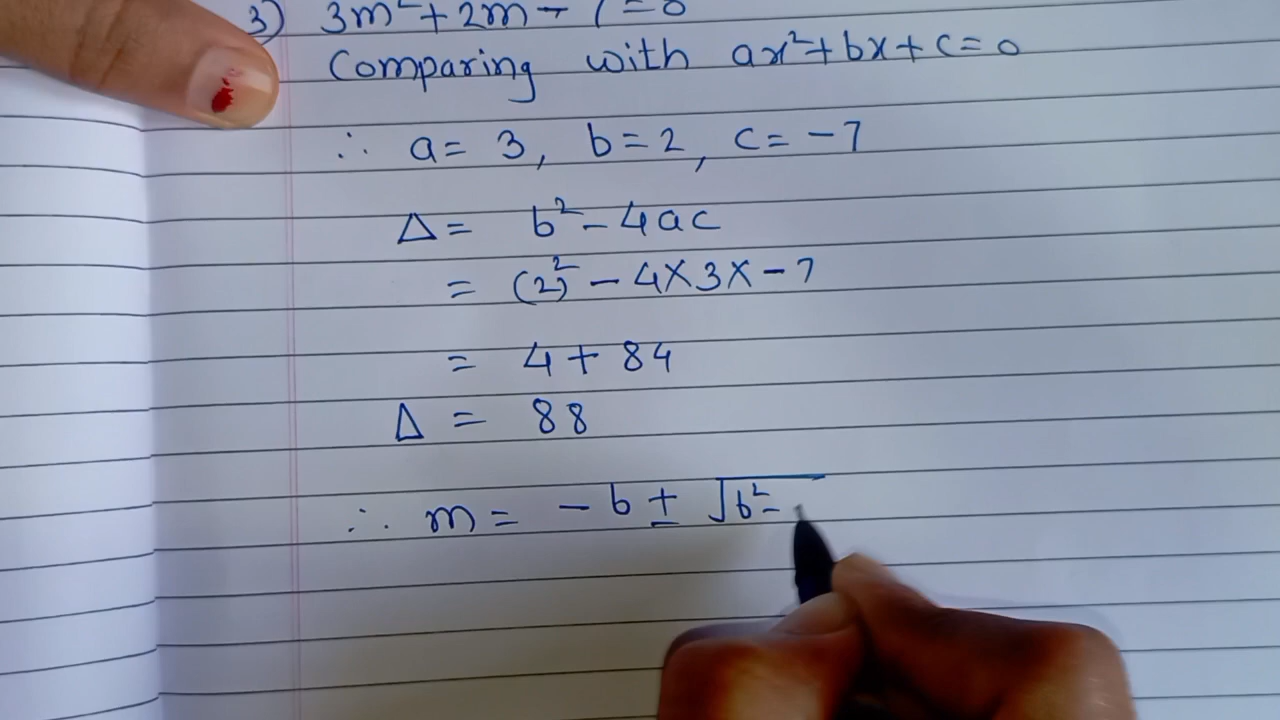 3) 3m²+2m-7=0
Comparing with ax²+bx+c=0
∴ a= 3, b=2, c=-7
Δ= b²-4ac
= (2)²-4×3×-7
= 4+84
Δ = 88
∴ m= -b ± √b²-